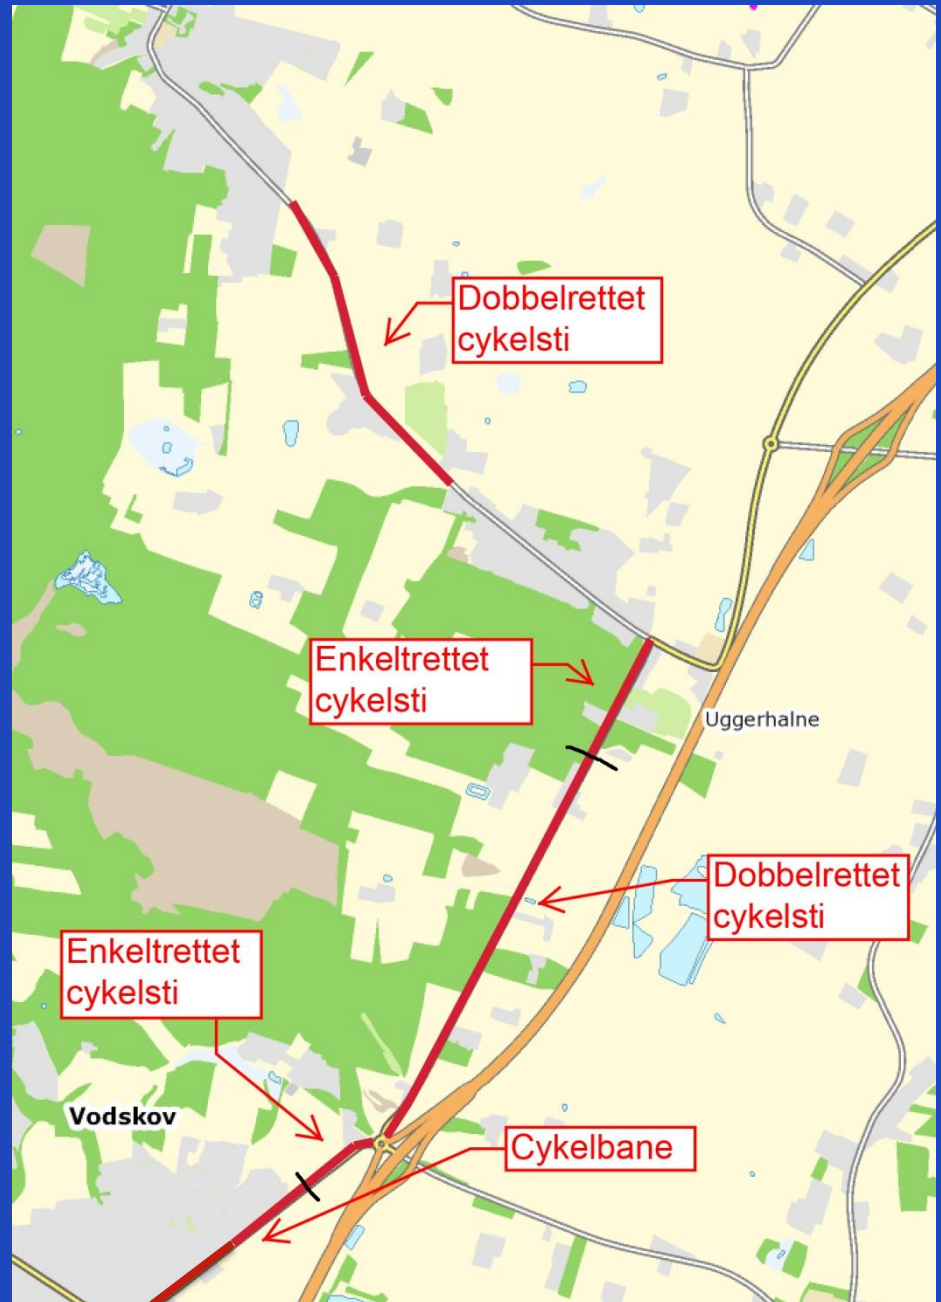 Dobbelrettet
cykelsti
Enkeltrettet
cykelsti
Uggerhalne
Dobbelrettet
cykelsti
Enkeltrettet
cykelsti
Vodskov
Cykelbane